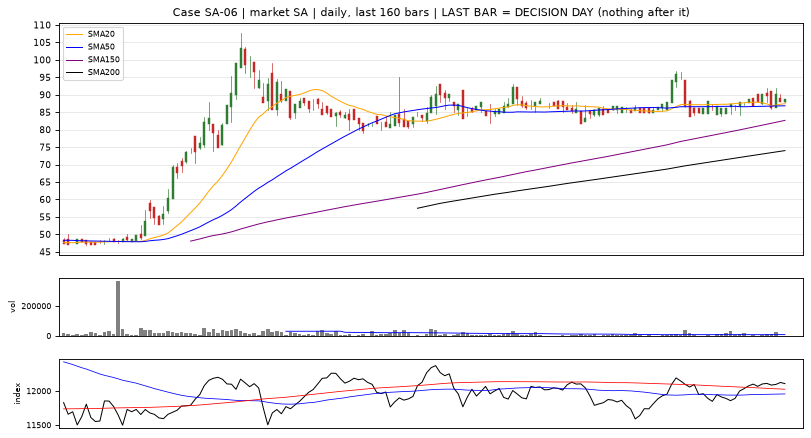 Case SA-06 | market SA | daily, last 160 bars | LAST BAR = DECISION DAY (nothing after it)
110
105
100
95
90
85
80
75
70
65
60
55
50
45
SMA20
SMA50
SMA150
SMA200
vol
200000
0
index
12000
11500